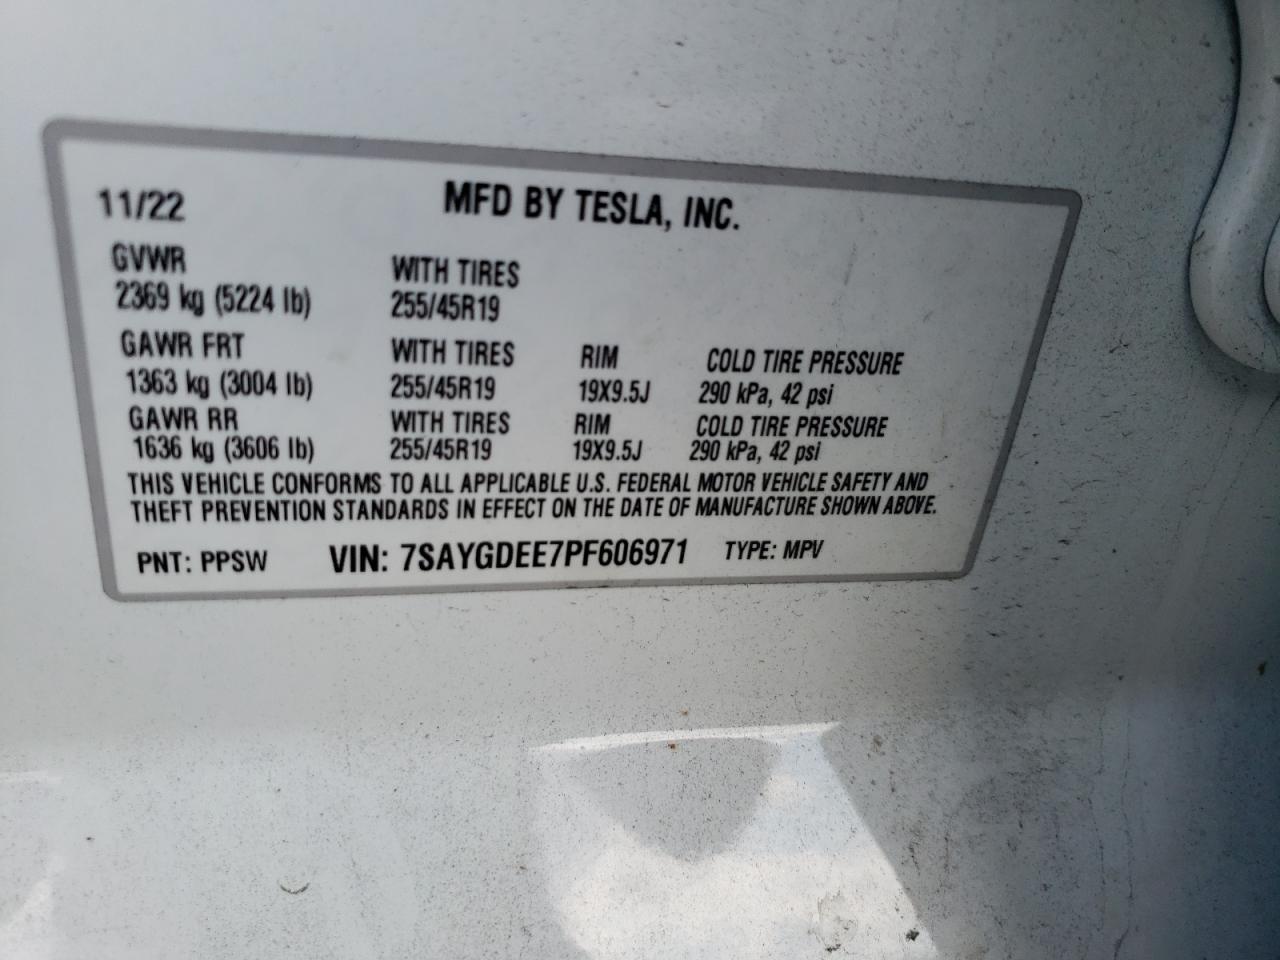 11/22 MFD BY TESLA, INC.
GVWR WITH TIRES
2369 kg (5224 lb) 255/45R19
GAWR FRT WITH TIRES RIM COLD TIRE PRESSURE
1363 kg (3004 lb) 255/45R19 19X9.5J 290 kPa, 42 psi
GAWR RR WITH TIRES RIM COLD TIRE PRESSURE
1636 kg (3606 lb) 255/45R19 19X9.5J 290 kPa, 42 psi
THIS VEHICLE CONFORMS TO ALL APPLICABLE U.S. FEDERAL MOTOR VEHICLE SAFETY AND
THEFT PREVENTION STANDARDS IN EFFECT ON THE DATE OF MANUFACTURE SHOWN ABOVE.
PNT: PPSW VIN: 7SAYGDEE7PF606971 TYPE: MPV